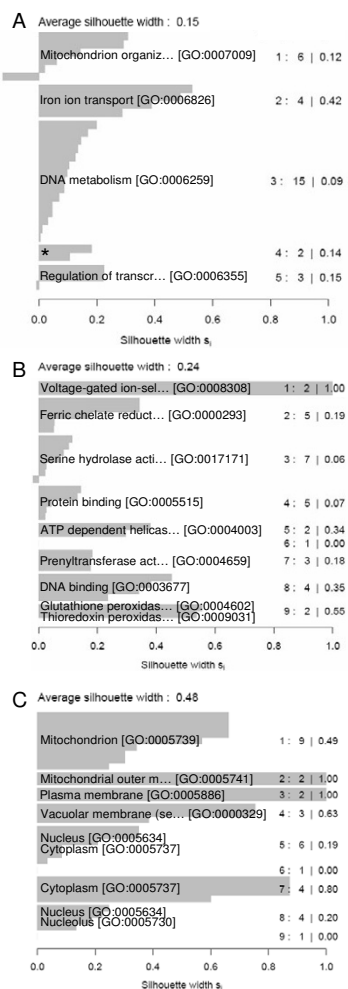 A
Average silhouette width : 0.15
Mitochondrion organiz... [GO:0007009] 1 : 6 | 0.12
Iron ion transport [GO:0006826] 2 : 4 | 0.42
DNA metabolism [GO:0006259] 3 : 15 | 0.09
* 4 : 2 | 0.14
Regulation of transcr... [GO:0006355] 5 : 3 | 0.15
0.0 0.2 0.4 0.6 0.8 1.0
Silhouette width si
B
Average silhouette width : 0.24
Voltage-gated ion-sel... [GO:0008308] 1 : 2 | 1.00
Ferric chelate reduct... [GO:0000293] 2 : 5 | 0.19
Serine hydrolase acti... [GO:0017171] 3 : 7 | 0.06
Protein binding [GO:0005515] 4 : 5 | 0.07
ATP dependent helicas... [GO:0004003] 5 : 2 | 0.34
6 : 1 | 0.00
Prenyltransferase act... [GO:0004659] 7 : 3 | 0.18
DNA binding [GO:0003677] 8 : 4 | 0.35
Glutathione peroxidas... [GO:0004602] 9 : 2 | 0.55
Thioredoxin peroxidas... [GO:0009031]
0.0 0.2 0.4 0.6 0.8 1.0
Silhouette width si
C
Average silhouette width : 0.48
Mitochondrion [GO:0005739] 1 : 9 | 0.49
Mitochondrial outer m... [GO:0005741] 2 : 2 | 1.00
Plasma membrane [GO:0005886] 3 : 2 | 1.00
Vacuolar membrane (se... [GO:0000329] 4 : 3 | 0.63
Nucleus [GO:0005634]
Cytoplasm [GO:0005737] 5 : 6 | 0.19
6 : 1 | 0.00
Cytoplasm [GO:0005737] 7 : 4 | 0.80
Nucleus [GO:0005634]
Nucleolus [GO:0005730] 8 : 4 | 0.20
9 : 1 | 0.00
0.0 0.2 0.4 0.6 0.8 1.0
Silhouette width si